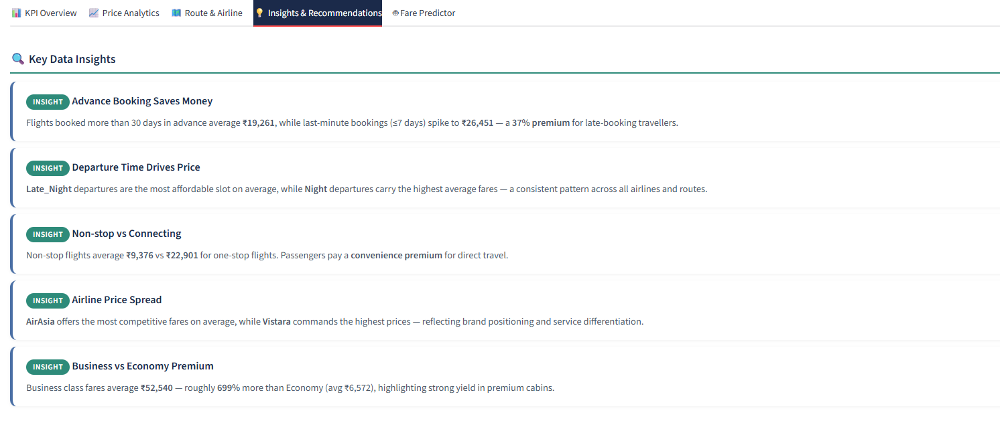 KPI Overview Price Analytics Route & Airline Insights & Recommendations Fare Predictor
Key Data Insights
INSIGHT Advance Booking Saves Money
Flights booked more than 30 days in advance average ₹19,261, while last-minute bookings (≤7 days) spike to ₹26,451 — a 37% premium for late-booking travellers.
INSIGHT Departure Time Drives Price
Late_Night departures are the most affordable slot on average, while Night departures carry the highest average fares — a consistent pattern across all airlines and routes.
INSIGHT Non-stop vs Connecting
Non-stop flights average ₹9,376 vs ₹22,901 for one-stop flights. Passengers pay a convenience premium for direct travel.
INSIGHT Airline Price Spread
AirAsia offers the most competitive fares on average, while Vistara commands the highest prices — reflecting brand positioning and service differentiation.
INSIGHT Business vs Economy Premium
Business class fares average ₹52,540 — roughly 699% more than Economy (avg ₹6,572), highlighting strong yield in premium cabins.